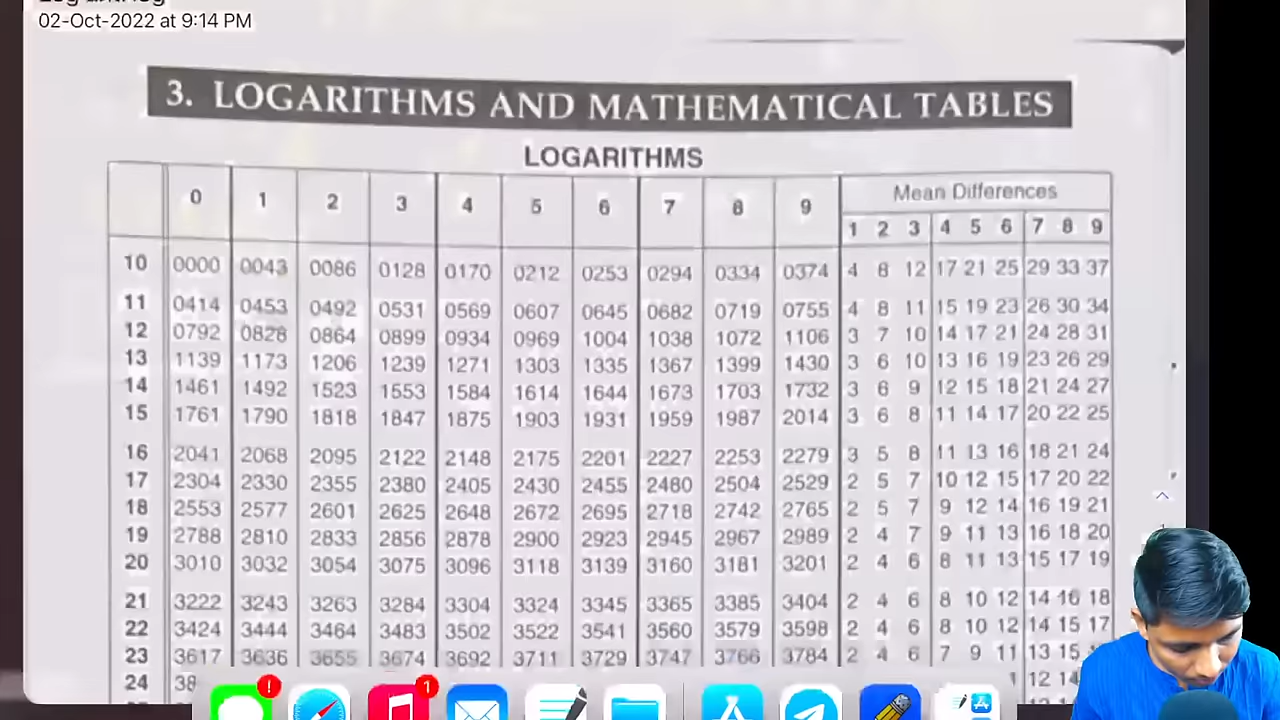 02-Oct-2022 at 9:14 PM
3. LOGARITHMS AND MATHEMATICAL TABLES
LOGARITHMS
0 1 2 3 4 5 6 7 8 9 Mean Differences
1 2 3 4 5 6 7 8 9
10 0000 0043 0086 0128 0170 0212 0253 0294 0334 0374 4 8 12 17 21 25 29 33 37
11 0414 0453 0492 0531 0569 0607 0645 0682 0719 0755 4 8 11 15 19 23 26 30 34
12 0792 0828 0864 0899 0934 0969 1004 1038 1072 1106 3 7 10 14 17 21 24 28 31
13 1139 1173 1206 1239 1271 1303 1335 1367 1399 1430 3 6 10 13 16 19 23 26 29
14 1461 1492 1523 1553 1584 1614 1644 1673 1703 1732 3 6 9 12 15 18 21 24 27
15 1761 1790 1818 1847 1875 1903 1931 1959 1987 2014 3 6 8 11 14 17 20 22 25
16 2041 2068 2095 2122 2148 2175 2201 2227 2253 2279 3 5 8 11 13 16 18 21 24
17 2304 2330 2355 2380 2405 2430 2455 2480 2504 2529 2 5 7 10 12 15 17 20 22
18 2553 2577 2601 2625 2648 2672 2695 2718 2742 2765 2 5 7 9 12 14 16 19 21
19 2788 2810 2833 2856 2878 2900 2923 2945 2967 2989 2 4 7 9 11 13 16 18 20
20 3010 3032 3054 3075 3096 3118 3139 3160 3181 3201 2 4 6 8 11 13 15 17 19
21 3222 3243 3263 3284 3304 3324 3345 3365 3385 3404 2 4 6 8 10 12 14 16 18
22 3424 3444 3464 3483 3502 3522 3541 3560 3579 3598 2 4 6 8 10 12 14 15 17
23 3617 3636 3655 3674 3692 3711 3729 3747 3766 3784 2 4 6 7 9 11 13 15
24 38 12 14
! 1